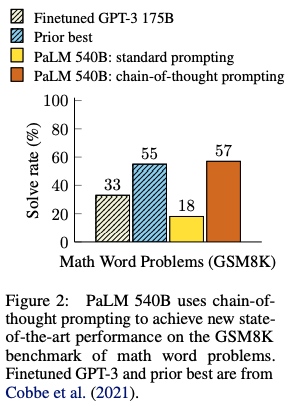 Finetuned GPT-3 175B
Prior best
PaLM 540B: standard prompting
PaLM 540B: chain-of-thought prompting
100
80
60
40
20
0
Solve rate (%)
33
55
18
57
Math Word Problems (GSM8K)
Figure 2: PaLM 540B uses chain-of-
thought prompting to achieve new state-
of-the-art performance on the GSM8K
benchmark of math word problems.
Finetuned GPT-3 and prior best are from
Cobbe et al. (2021).